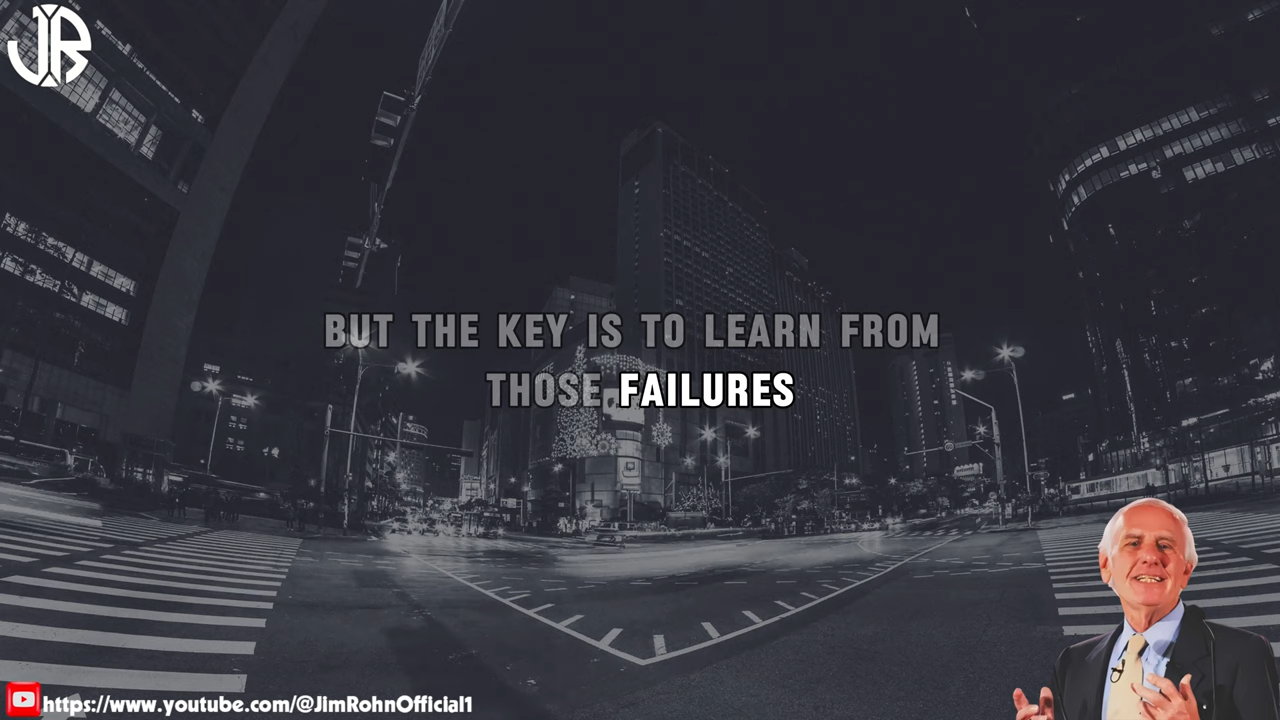 JR
BUT THE KEY IS TO LEARN FROM
THOSE FAILURES
https://www.youtube.com/@JimRohnOfficial1